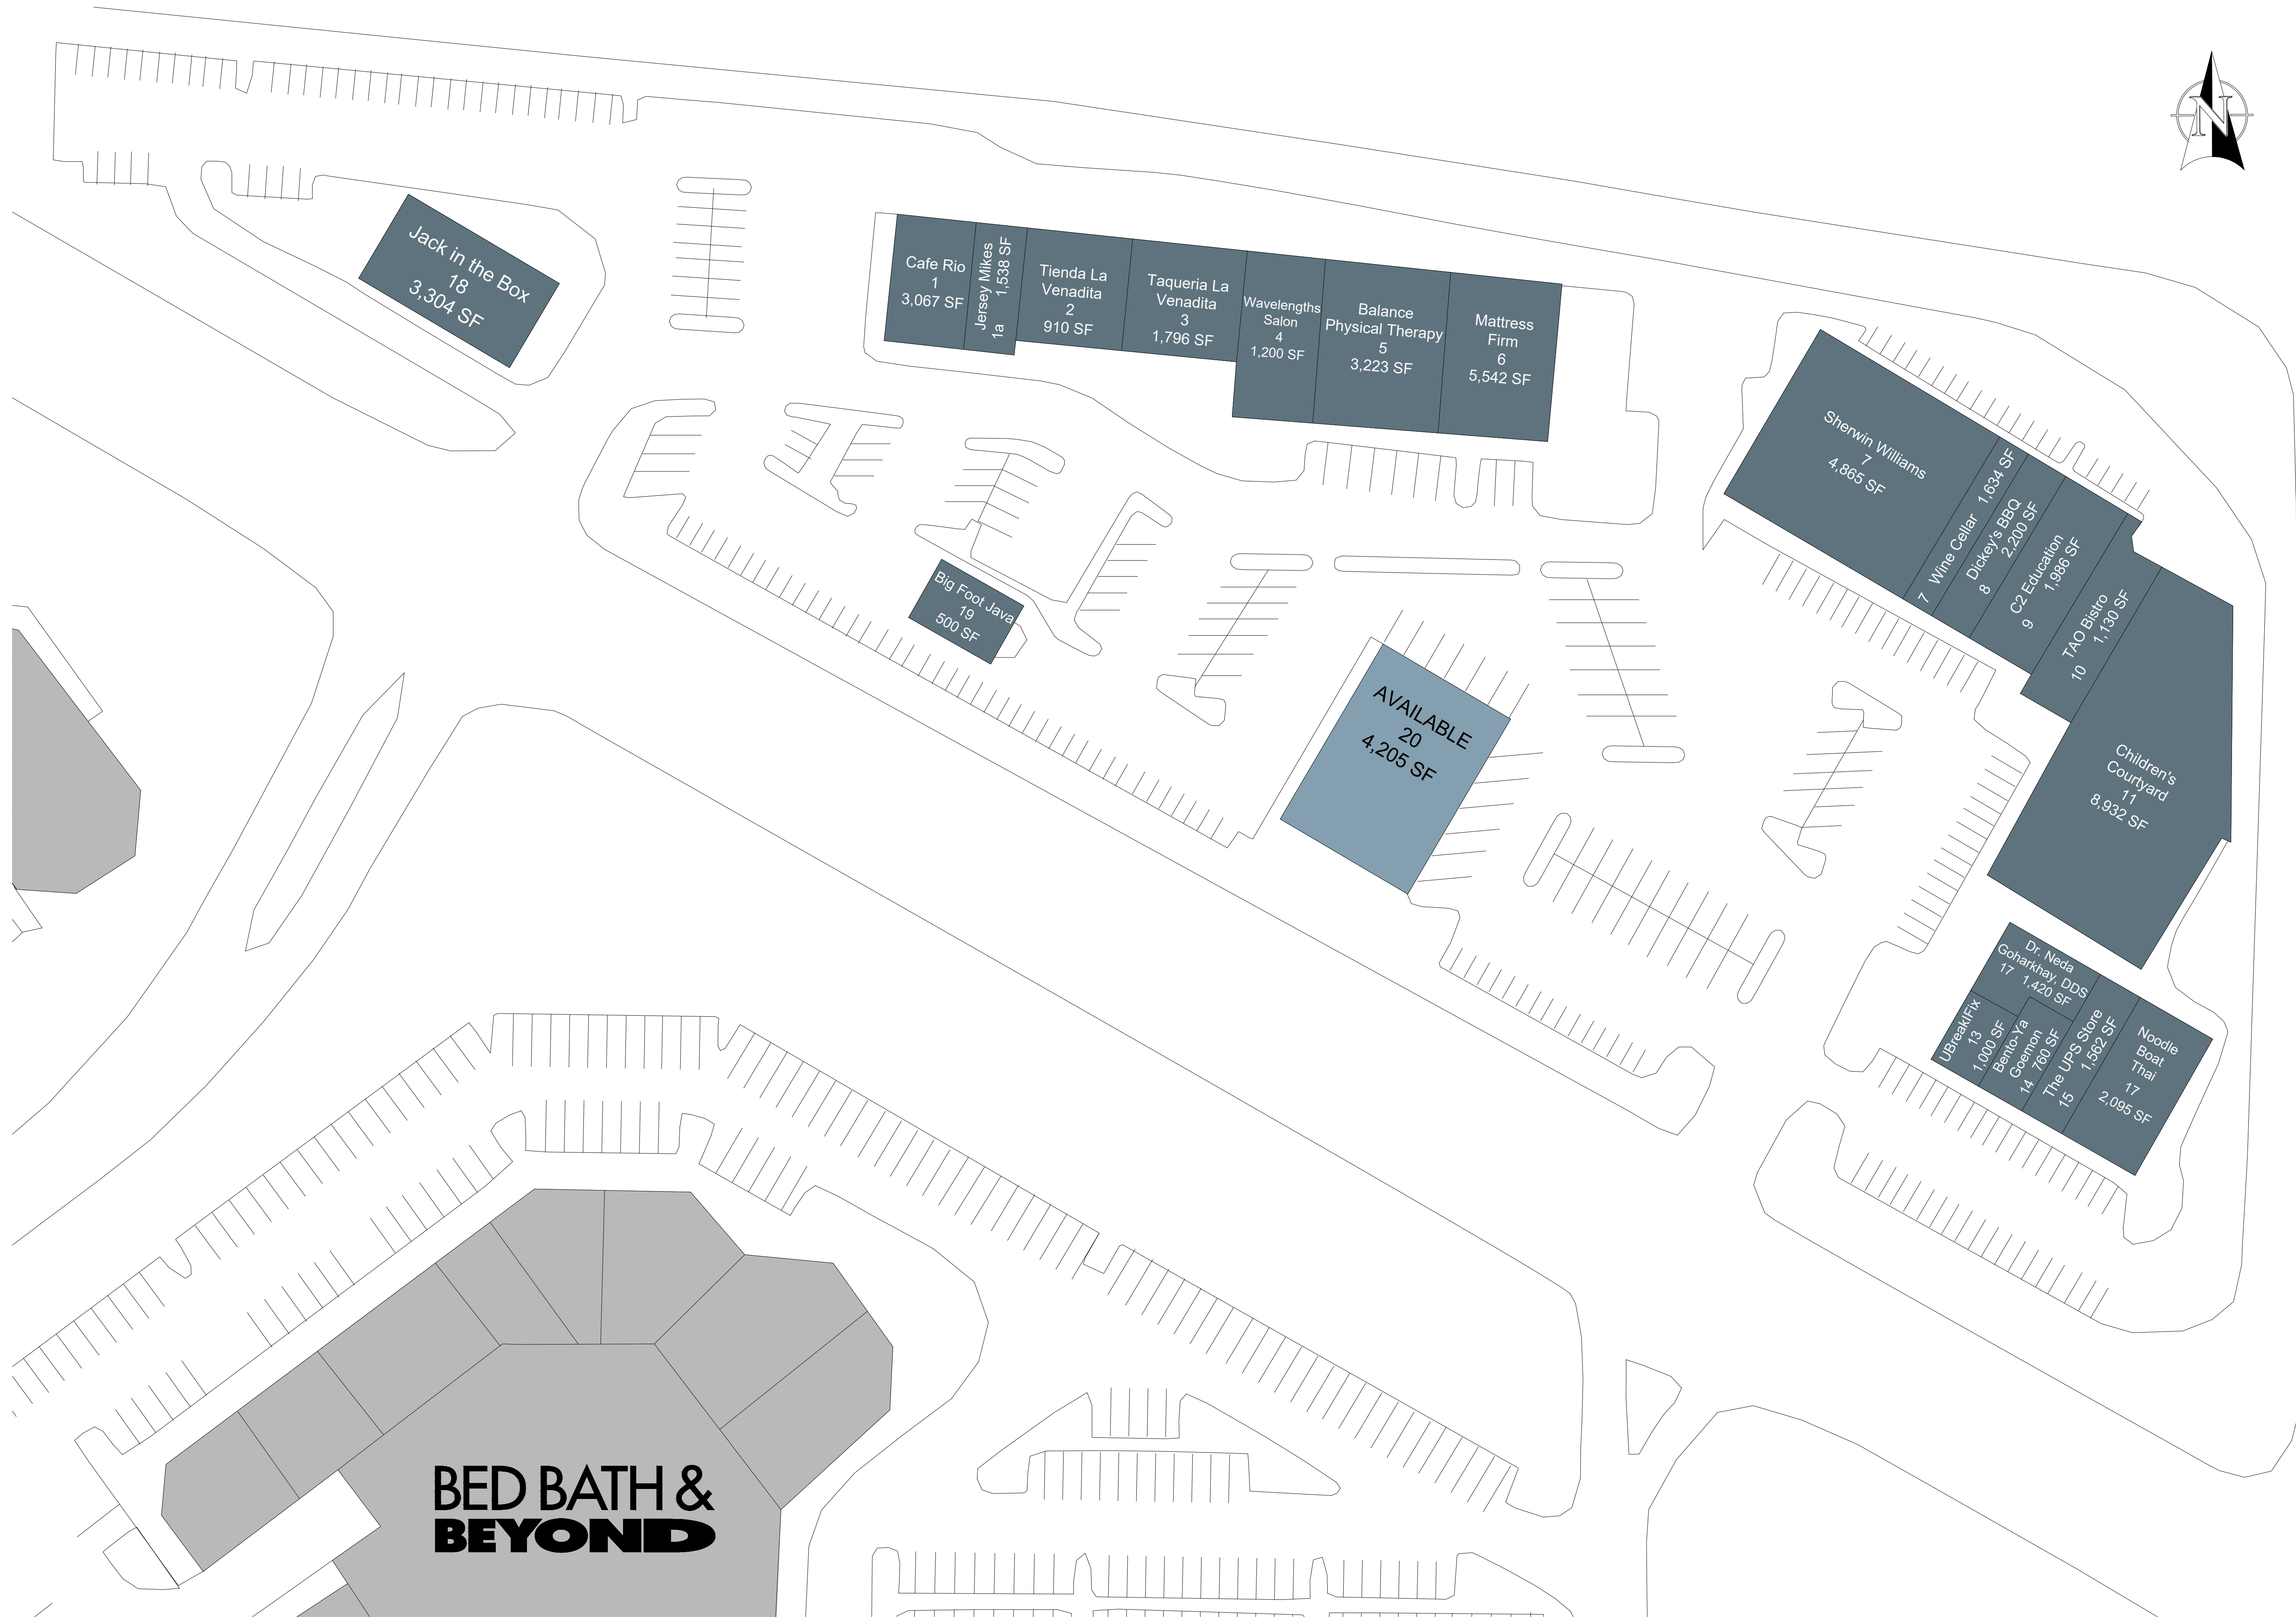 N
Jack in the Box
18
3,304 SF
Cafe Rio
1
3,067 SF
Jersey Mikes
1a 1,538 SF
Tienda La
Venadita
2
910 SF
Taqueria La
Venadita
3
1,796 SF
Wavelengths
Salon
4
1,200 SF
Balance
Physical Therapy
5
3,223 SF
Mattress
Firm
6
5,542 SF
Sherwin Williams
7
4,865 SF
7 Wine Cellar 1,634 SF
Dickey's BBQ
8 2,200 SF
C2 Education
9 1,986 SF
TAO Bistro
10 1,130 SF
Children's
Courtyard
11
8,932 SF
Big Foot Java
19
500 SF
AVAILABLE
20
4,205 SF
Dr. Neda
Goharkhay, DDS
17 1,420 SF
UBreakIFix
13
1,000 SF
Bento-Ya
Goemon
14 760 SF
The UPS Store
15 1,562 SF
Noodle
Boat
Thai
17
2,095 SF
BED BATH &
BEYOND